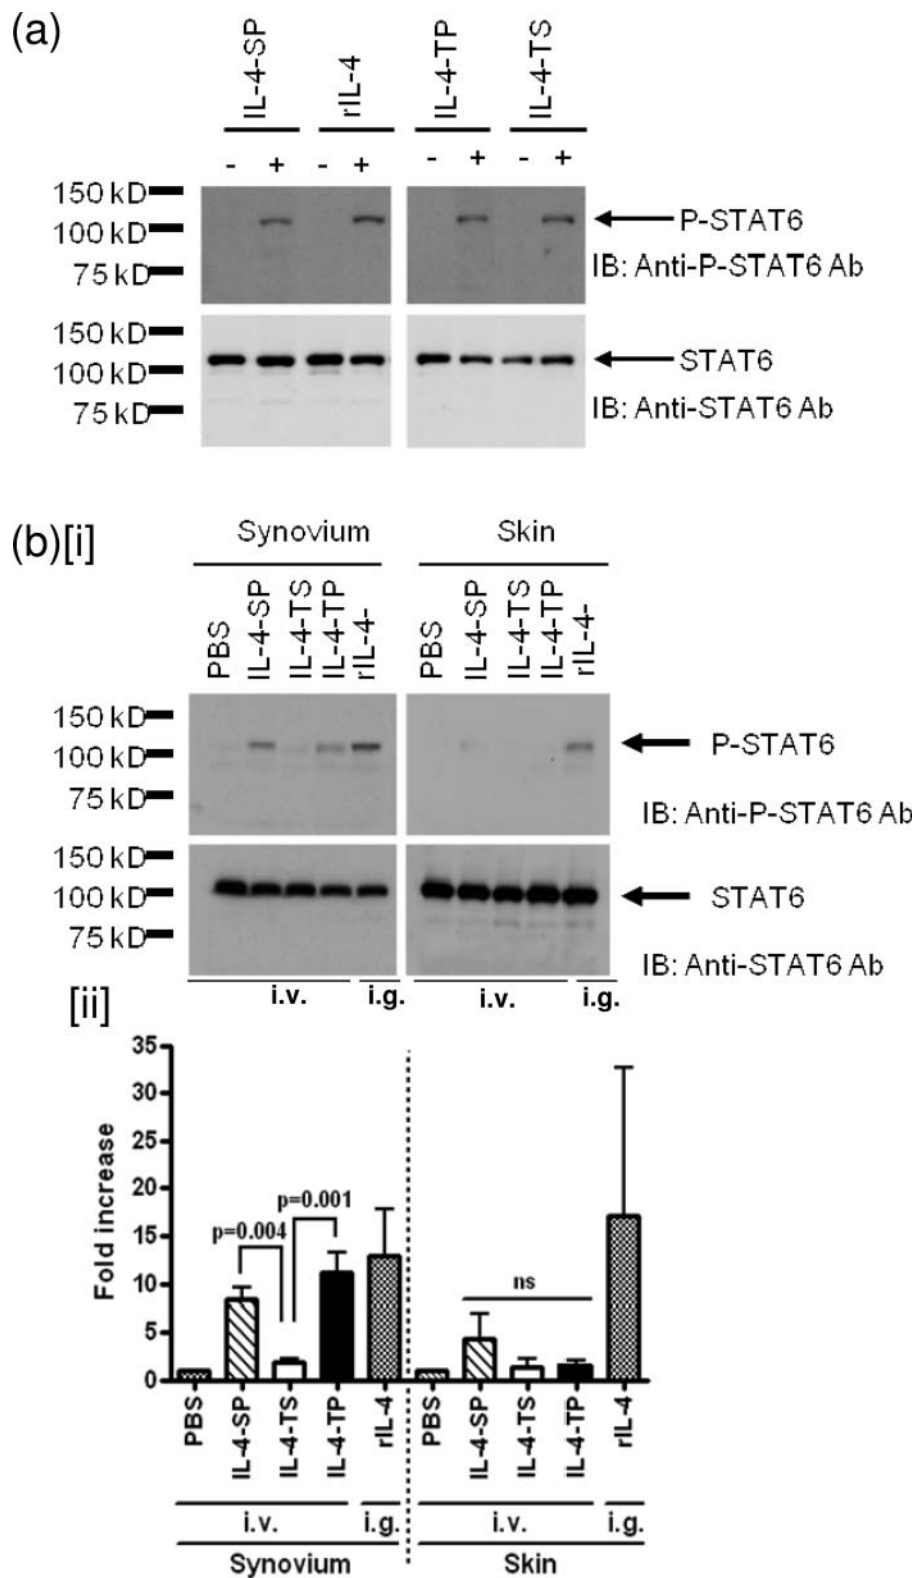 (a)
IL-4-SP rIL-4 IL-4-TP IL-4-TS
- + - + - + - +
150 kD
100 kD
75 kD
P-STAT6
IB: Anti-P-STAT6 Ab
150 kD
100 kD
75 kD
STAT6
IB: Anti-STAT6 Ab
(b)[i]
Synovium Skin
PBS IL-4-SP IL-4-TS IL-4-TP rIL-4- PBS IL-4-SP IL-4-TS IL-4-TP rIL-4-
150 kD
100 kD
75 kD
P-STAT6
IB: Anti-P-STAT6 Ab
150 kD
100 kD
75 kD
STAT6
IB: Anti-STAT6 Ab
i.v. i.g. i.v. i.g.
[ii]
Fold increase
35
30
25
20
15
10
5
0
p=0.004
p=0.001
ns
PBS IL-4-SP IL-4-TS IL-4-TP rIL-4 PBS IL-4-SP IL-4-TS IL-4-TP rIL-4
i.v. i.g. i.v. i.g.
Synovium Skin